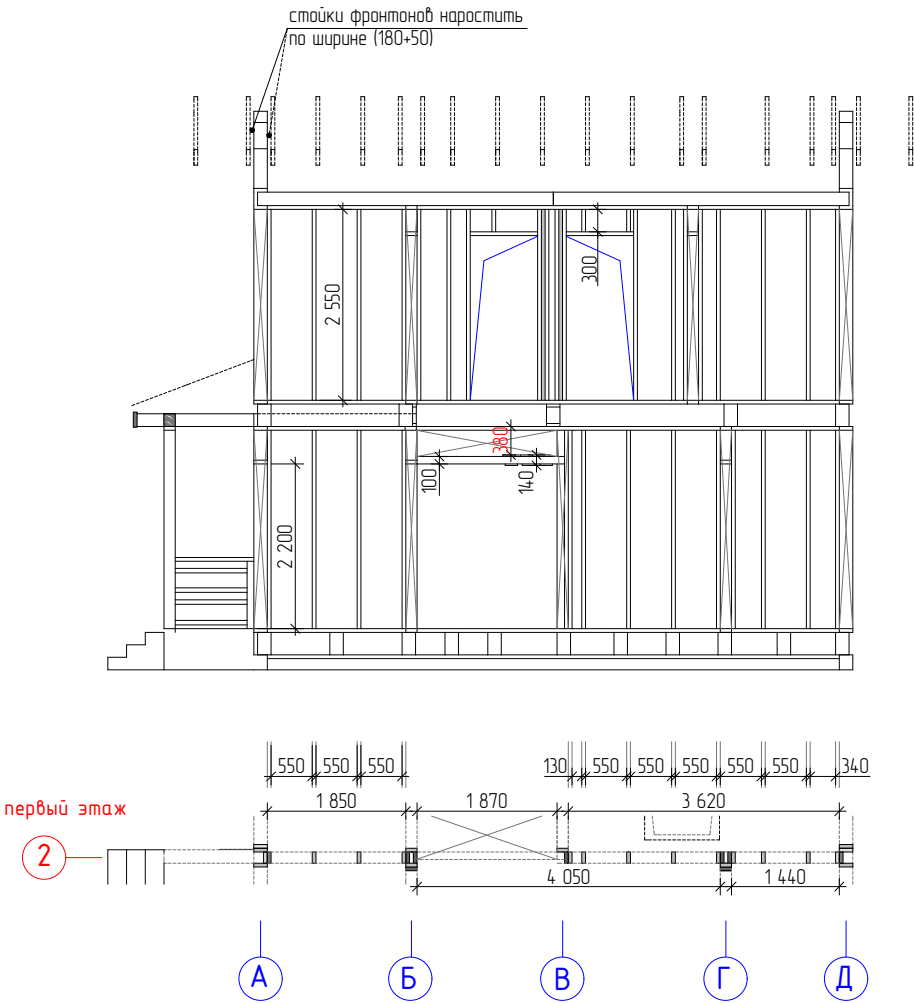 стойки фронтонов наростить
по ширине (180+50)
2 550
300
380
100
140
2 200
550 550 550 130 550 550 550 550 550 340
1 850 1 870 3 620
первый этаж
2
4 050 1 440
А Б В Г Д